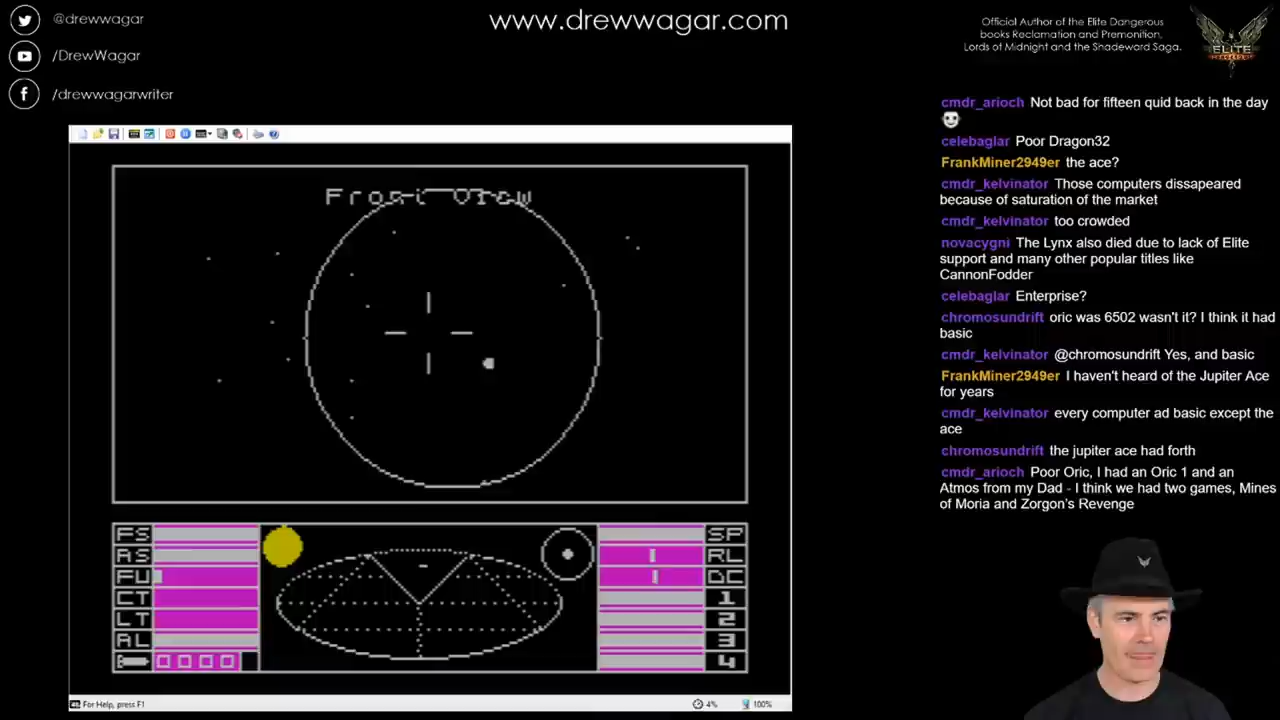 @drewwagar
/DrewWagar
/drewwagarwriter
www.drewwagar.com
Official Author of the Elite Dangerous
books Reclamation and Premonition,
Lords of Midnight and the Shadeward Saga.
ELITE
DANGEROUS
Front View
FS
AS
FU
CT
LT
AL
SP
RL
DC
1
2
3
4
For Help, press F1
4%
100%
cmdr_arioch Not bad for fifteen quid back in the day
celebaglar Poor Dragon32
FrankMiner2949er the ace?
cmdr_kelvinator Those computers dissapeared
because of saturation of the market
cmdr_kelvinator too crowded
novacygni The Lynx also died due to lack of Elite
support and many other popular titles like
CannonFodder
celebaglar Enterprise?
chromosundrift oric was 6502 wasn't it? I think it had
basic
cmdr_kelvinator @chromosundrift Yes, and basic
FrankMiner2949er I haven't heard of the Jupiter Ace
for years
cmdr_kelvinator every computer ad basic except the
ace
chromosundrift the jupiter ace had forth
cmdr_arioch Poor Oric, I had an Oric 1 and an
Atmos from my Dad - I think we had two games, Mines
of Moria and Zorgon's Revenge